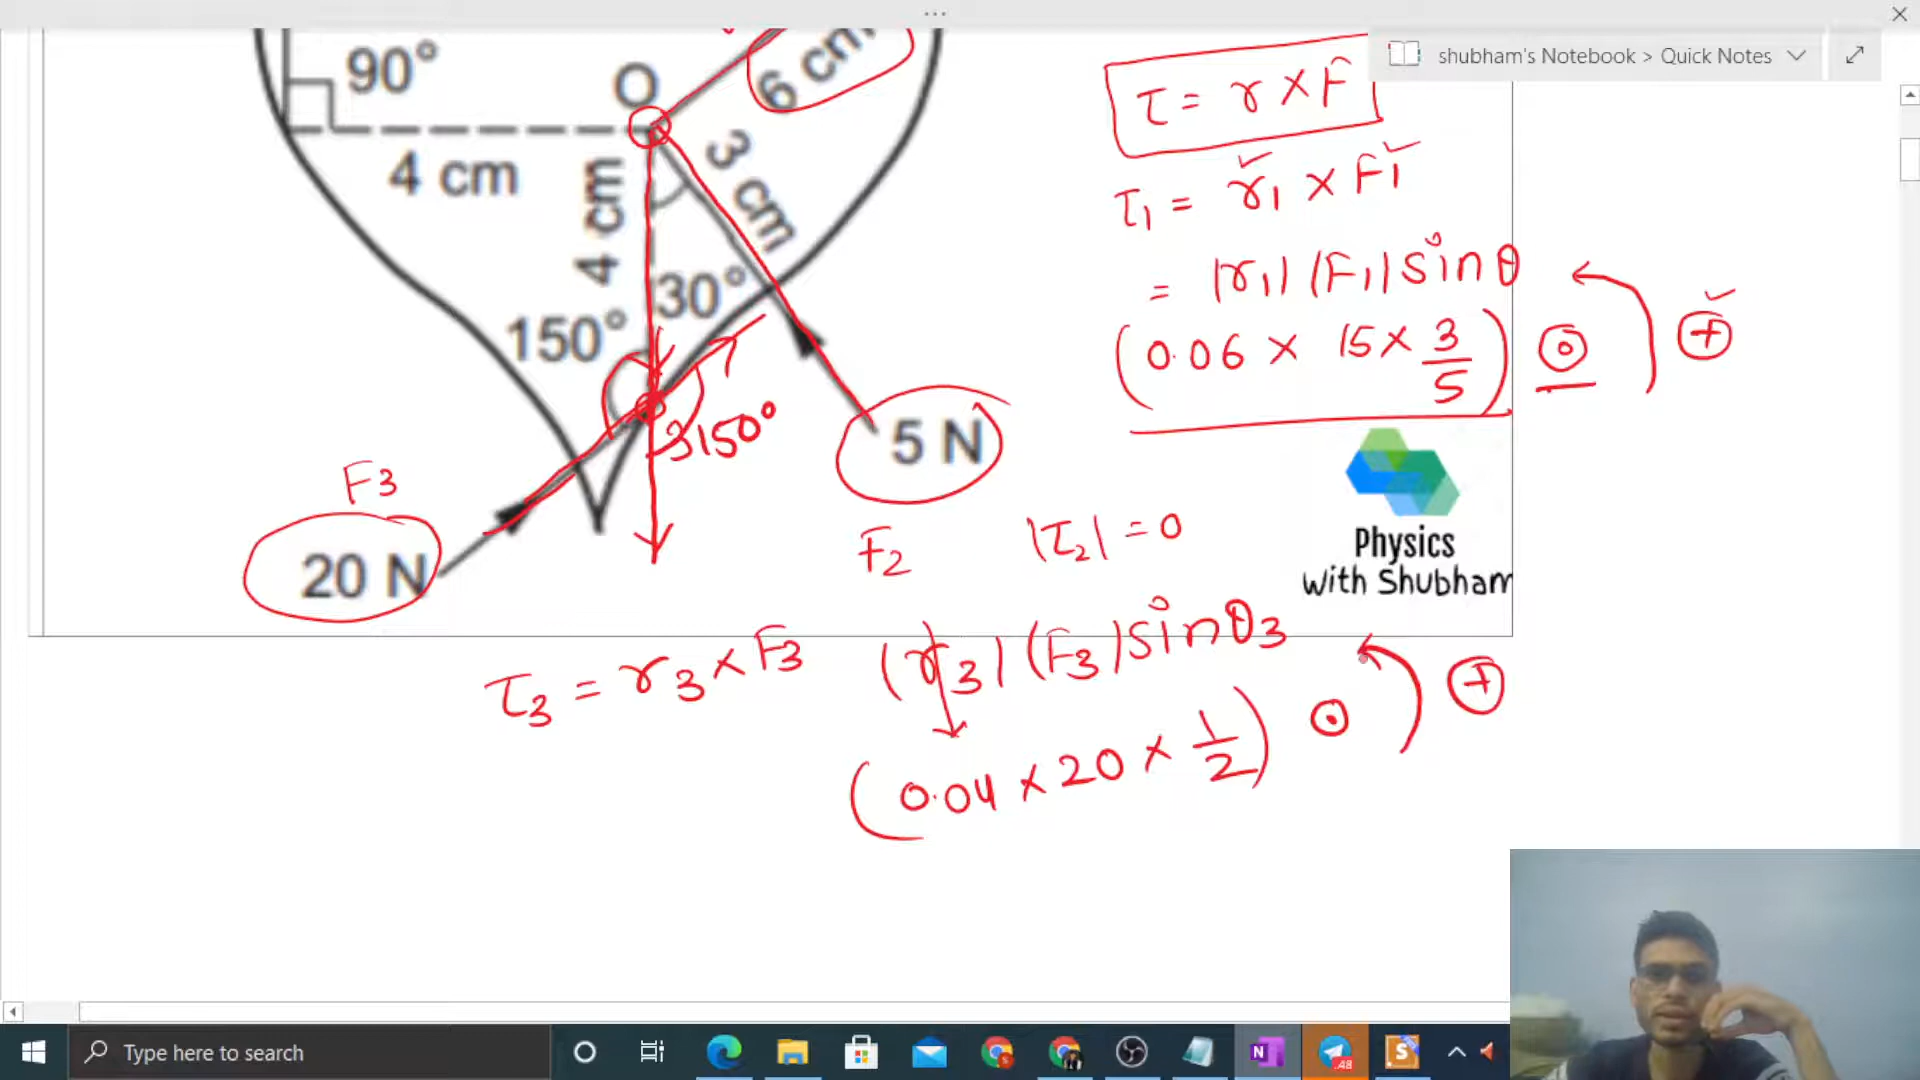 shubham's Notebook > Quick Notes
90°
O
6 cm
4 cm
4 cm
3 cm
30°
150°
150°
5 N
20 N
F3
F2
τ = r × F
τ1 = r1 × F1
= |r1| |F1| sin θ
(0.06 × 15 × 3/5) ⊙ ⊕
|τ2| = 0
Physics
with Shubham
τ3 = r3 × F3 |r3| |F3| sin θ3
(0.04 × 20 × 1/2) ⊙ ⊕
Type here to search
N
.48
S